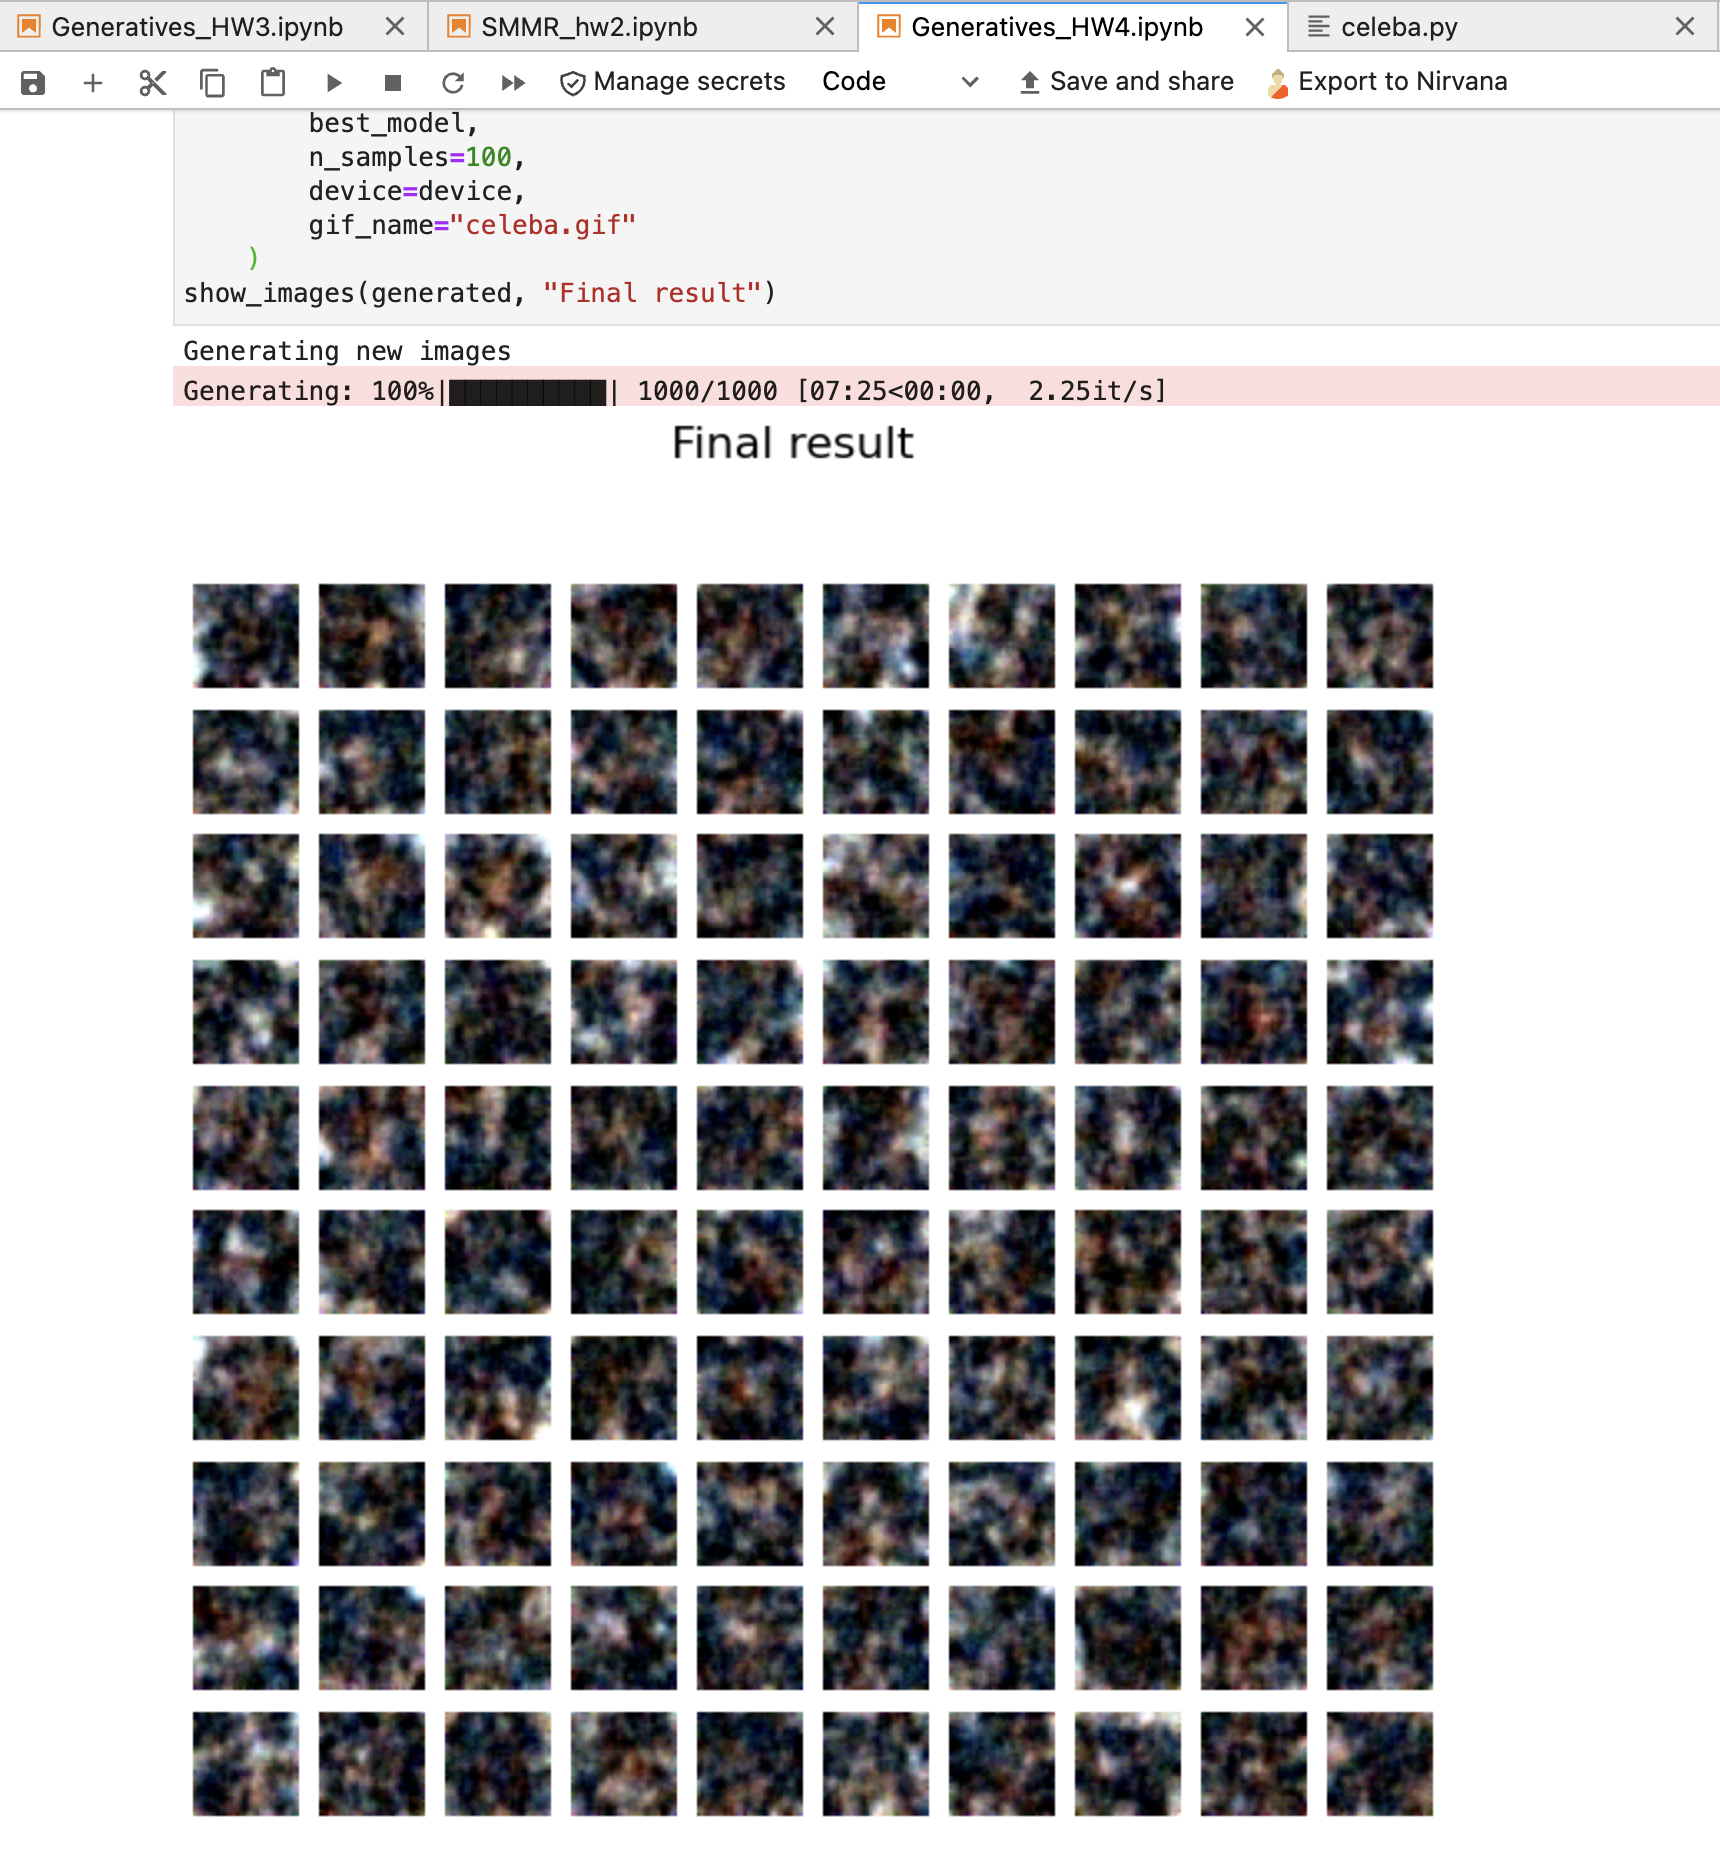 Generatives_HW3.ipynb
SMMR_hw2.ipynb
Generatives_HW4.ipynb
celeba.py
Manage secrets
Code
Save and share
Export to Nirvana
best_model,
n_samples=100,
device=device,
gif_name="celeba.gif"
)
show_images(generated, "Final result")
Generating new images
Generating: 100%|██████████| 1000/1000 [07:25<00:00,  2.25it/s]
Final result